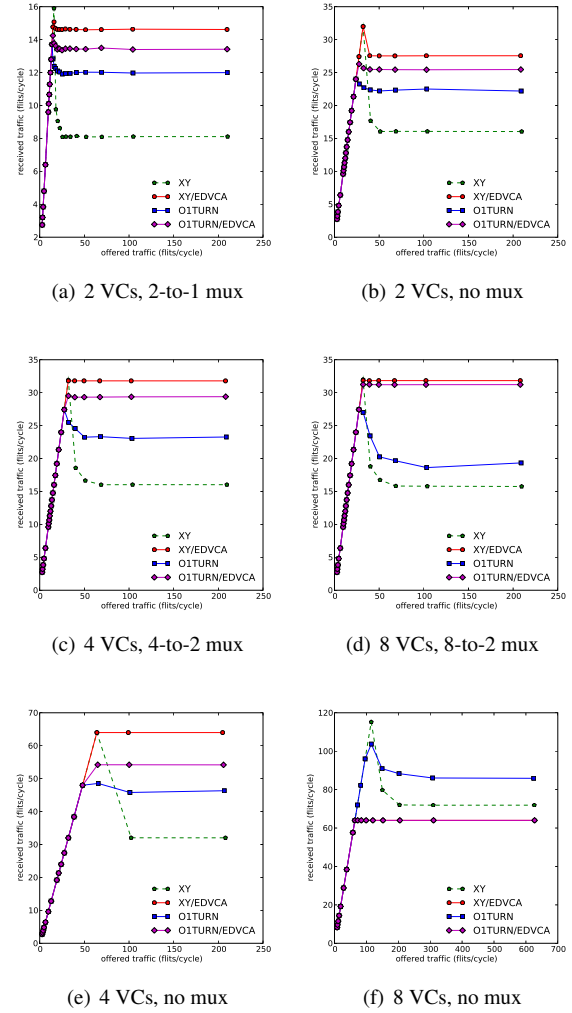 16
14
12
10
8
6
4
2
0 50 100 150 200 250
received traffic (flits/cycle)
offered traffic (flits/cycle)
XY
XY/EDVCA
O1TURN
O1TURN/EDVCA
(a) 2 VCs, 2-to-1 mux
35
30
25
20
15
10
5
0
0 50 100 150 200 250
received traffic (flits/cycle)
offered traffic (flits/cycle)
XY
XY/EDVCA
O1TURN
O1TURN/EDVCA
(b) 2 VCs, no mux
35
30
25
20
15
10
5
0
0 50 100 150 200 250
received traffic (flits/cycle)
offered traffic (flits/cycle)
XY
XY/EDVCA
O1TURN
O1TURN/EDVCA
(c) 4 VCs, 4-to-2 mux
35
30
25
20
15
10
5
0
0 50 100 150 200 250
received traffic (flits/cycle)
offered traffic (flits/cycle)
XY
XY/EDVCA
O1TURN
O1TURN/EDVCA
(d) 8 VCs, 8-to-2 mux
70
60
50
40
30
20
10
0
0 50 100 150 200 250
received traffic (flits/cycle)
offered traffic (flits/cycle)
XY
XY/EDVCA
O1TURN
O1TURN/EDVCA
(e) 4 VCs, no mux
120
100
80
60
40
20
0
0 100 200 300 400 500 600 700
received traffic (flits/cycle)
offered traffic (flits/cycle)
XY
XY/EDVCA
O1TURN
O1TURN/EDVCA
(f) 8 VCs, no mux